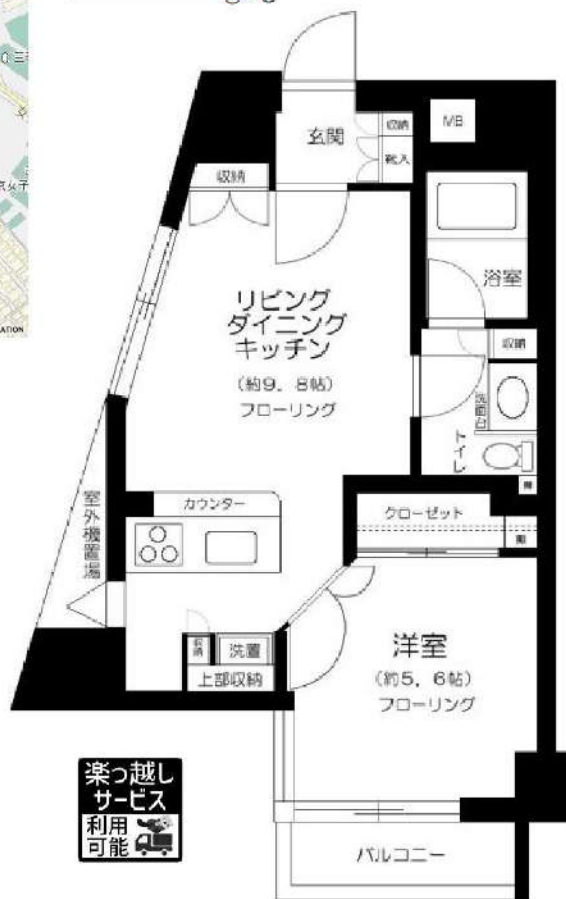 玄関
収納
靴入
MB
収納
浴室
リビング
ダイニング
キッチン
(約9. 8帖)
フローリング
収納
洗面台
トイレ
カウンター
クローゼット
室外機置場
洋室
(約5. 6帖)
フローリング
収納
洗置
上部収納
楽っ越し
サービス
利用
可能
バルコニー